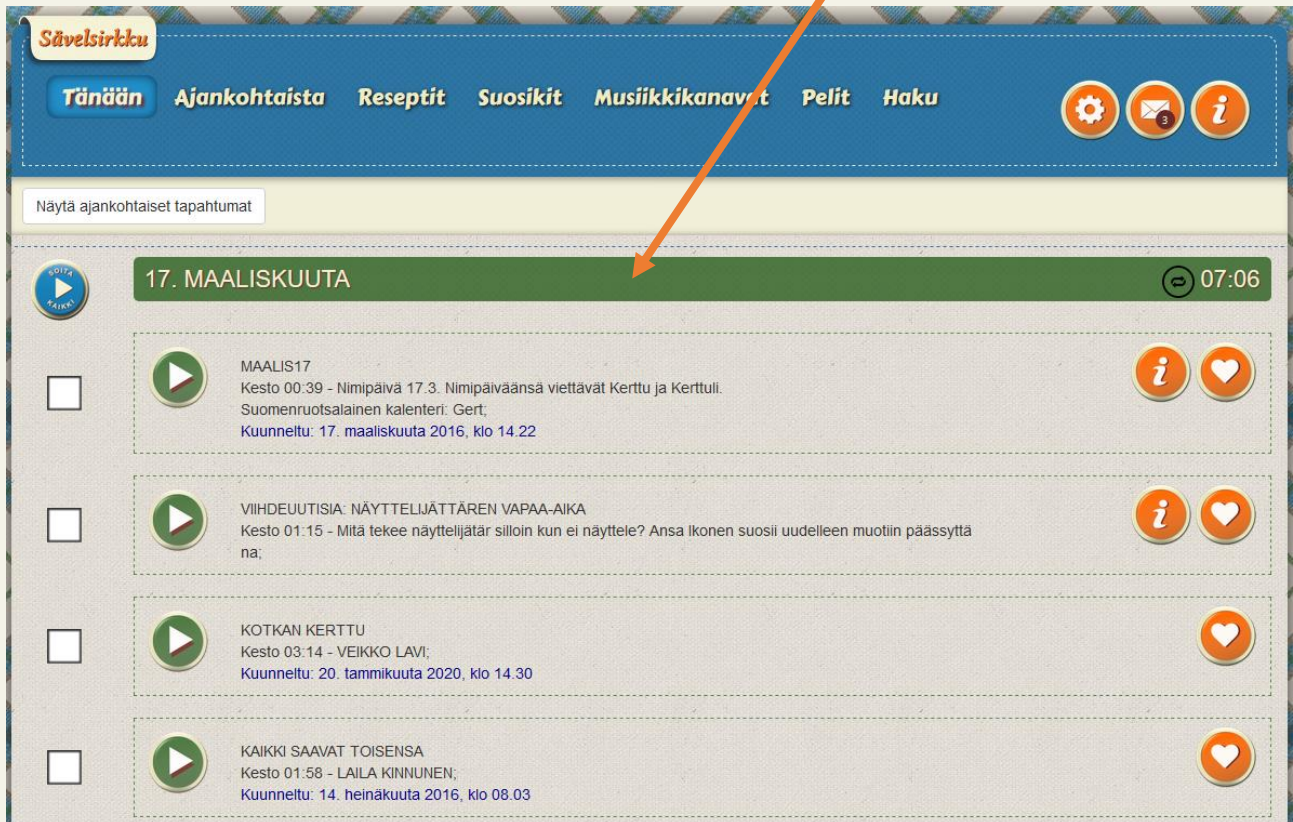 Sävelsirkku
Tänään Ajankohtaista Reseptit Suosikit Musiikkikanavat Pelit Haku
3
i
Näytä ajankohtaiset tapahtumat
SOITA
KAIKKI
17. MAALISKUUTA 07:06
MAALIS17
Kesto 00:39 - Nimipäivä 17.3. Nimipäiväänsä viettävät Kerttu ja Kerttuli.
Suomenruotsalainen kalenteri: Gert;
Kuunneltu: 17. maaliskuuta 2016, klo 14.22
i
VIIHDEUUTISIA: NÄYTTELIJÄTTÄREN VAPAA-AIKA
Kesto 01:15 - Mitä tekee näyttelijätär silloin kun ei näyttele? Ansa Ikonen suosii uudelleen muotiin päässyttä
na;
i
KOTKAN KERTTU
Kesto 03:14 - VEIKKO LAVI;
Kuunneltu: 20. tammikuuta 2020, klo 14.30
KAIKKI SAAVAT TOISENSA
Kesto 01:58 - LAILA KINNUNEN;
Kuunneltu: 14. heinäkuuta 2016, klo 08.03